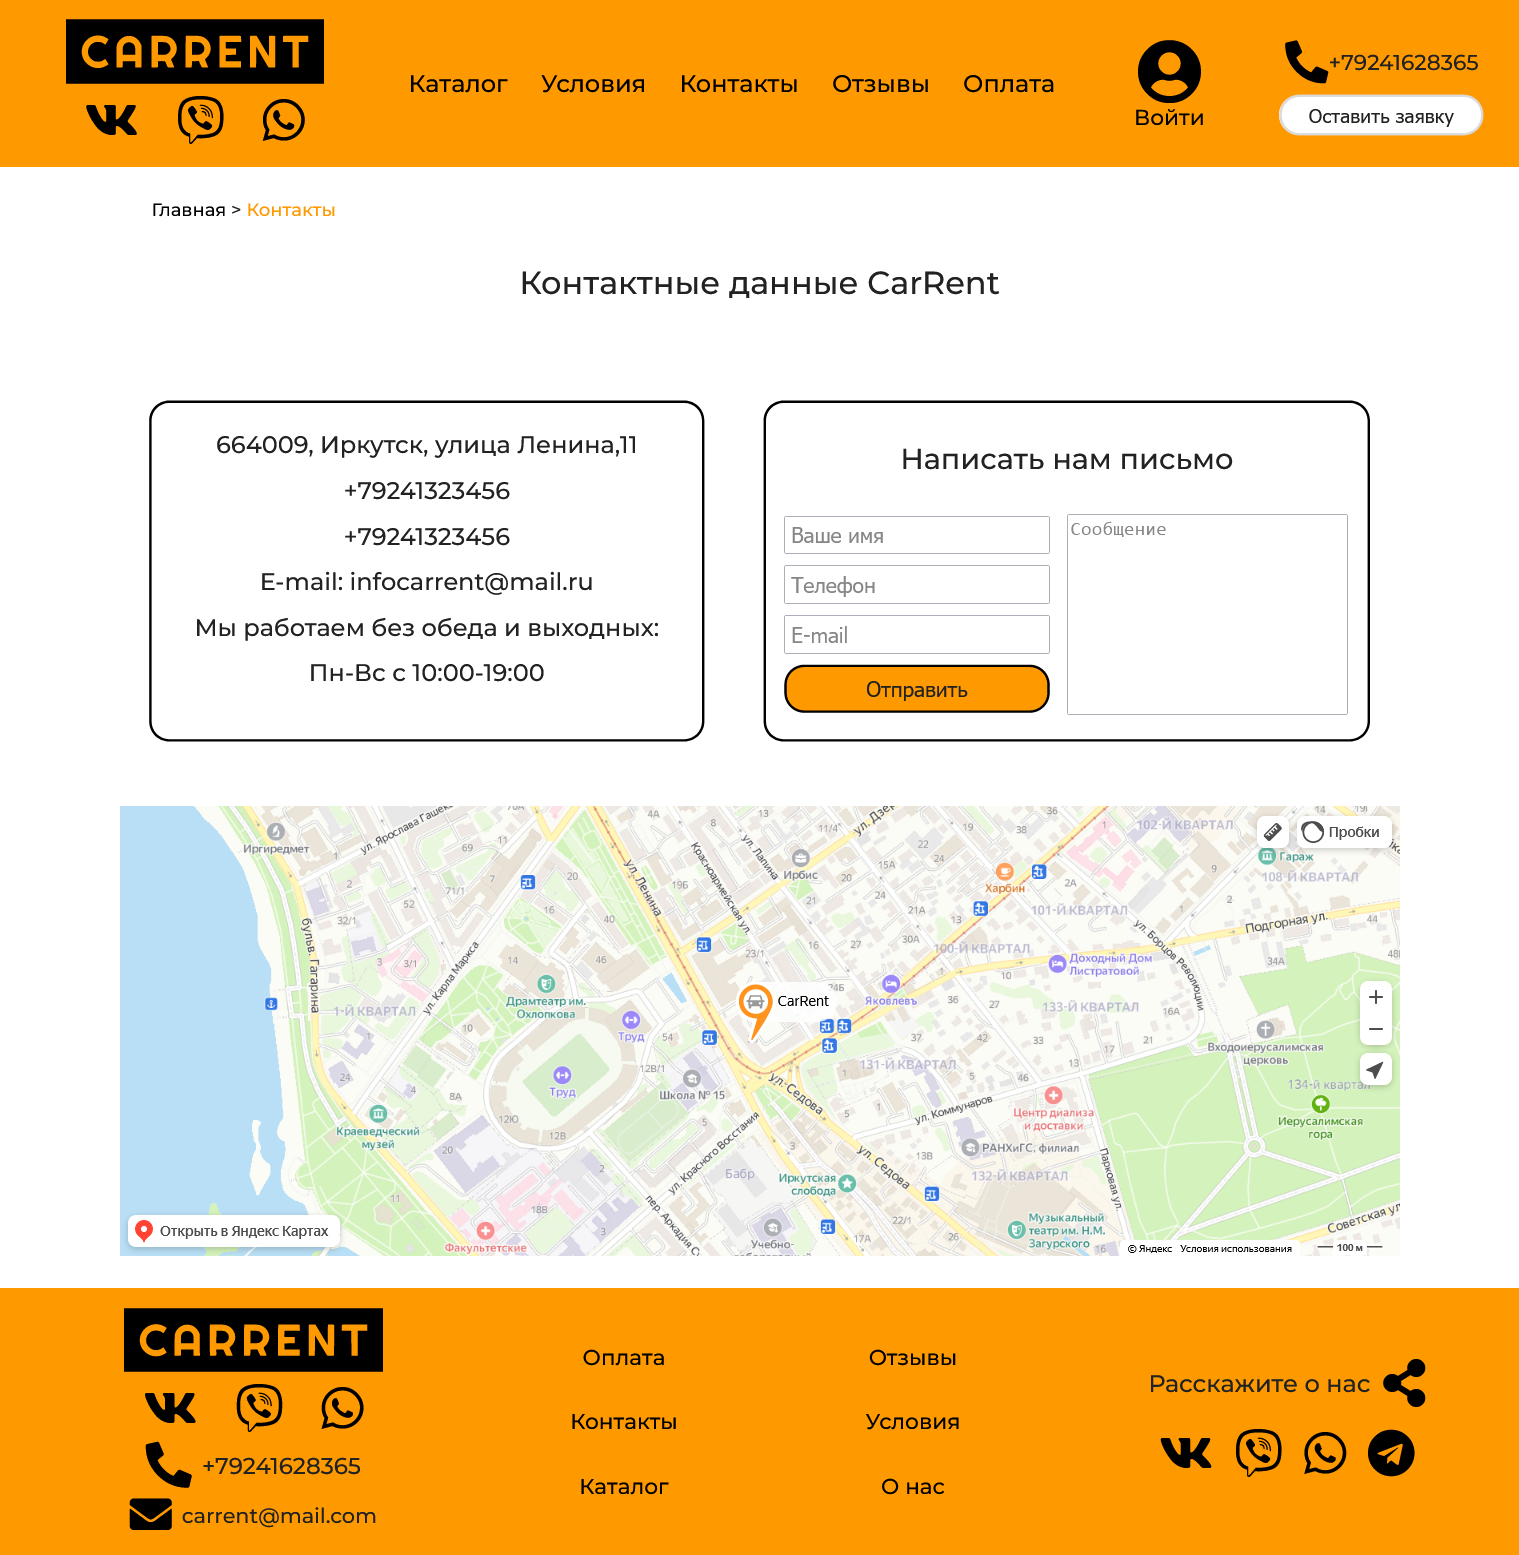 CARRENT
Каталог Условия Контакты Отзывы Оплата
Войти
+79241628365
Оставить заявку
Главная > Контакты
Контактные данные CarRent
664009, Иркутск, улица Ленина,11
+79241323456
+79241323456
E-mail: infocarrent@mail.ru
Мы работаем без обеда и выходных:
Пн-Вс с 10:00-19:00
Написать нам письмо
Ваше имя
Телефон
E-mail
Отправить
Сообщение
Иргиредмет
ул. Ярослава Гашека
ул. Ленина
Красноармейская ул.
ул. Лапина
Ирбис
ул. Дзер
102-Й КВАРТАЛ
Пробки
Гараж
108-Й КВАРТАЛ
Харбин
101-Й КВАРТАЛ
100-Й КВАРТАЛ
Подгорная ул.
ул. Борцов Революции
бульв. Гагарина
ул. Карла Маркса
1-Й КВАРТАЛ
Драмтеатр им.
Охлопкова
Труд
CarRent
Яковлевъ
Доходный Дом
Листратовой
133-Й КВАРТАЛ
Входоиерусалимская
церковь
131-Й КВАРТАЛ
134-й квартал
Труд
Школа № 15
ул. Седова
ул. Коммунаров
Центр диализа
и доставки
Иерусалимская
гора
Краеведческий
музей
ул. Красного Восстания
Бабр
Иркутская
слобода
ул. Седова
РАНХиГС, филиал
132-Й КВАРТАЛ
Парковая ул.
пер. Аркадия С
Факультетские
Учебно-
Музыкальный
театр им. Н.М.
Загурского
Советская ул.
Открыть в Яндекс Картах
© Яндекс Условия использования
100 м
CARRENT
+79241628365
carrent@mail.com
Оплата
Контакты
Каталог
Отзывы
Условия
О нас
Расскажите о нас